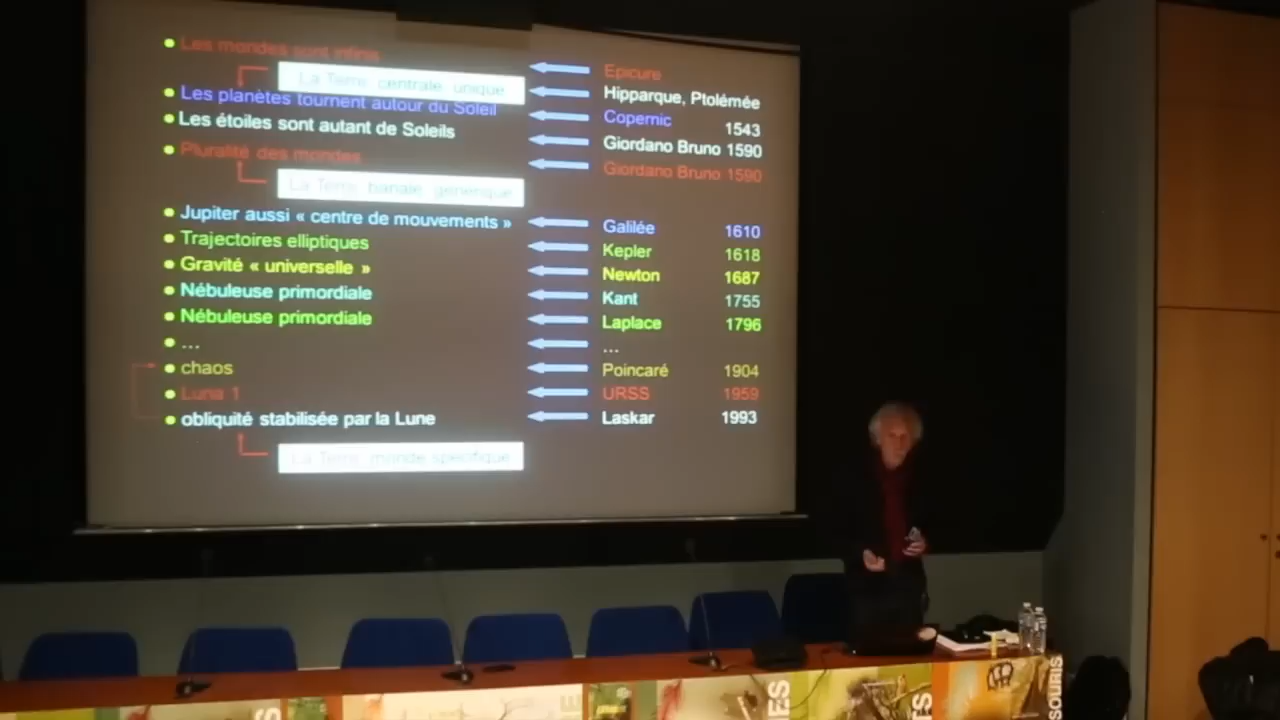 Les mondes sont infinis Epicure
La Terre centrale unique Hipparque, Ptolémée
Les planètes tournent autour du Soleil Copernic 1543
Les étoiles sont autant de Soleils Giordano Bruno 1590
Pluralité des mondes Giordano Bruno 1590
La Terre banale générique
Jupiter aussi « centre de mouvements » Galilée 1610
Trajectoires elliptiques Kepler 1618
Gravité « universelle » Newton 1687
Nébuleuse primordiale Kant 1755
Nébuleuse primordiale Laplace 1796
... ...
chaos Poincaré 1904
Luna 1 URSS 1959
obliquité stabilisée par la Lune Laskar 1993
La Terre monde spécifique
SOURIS